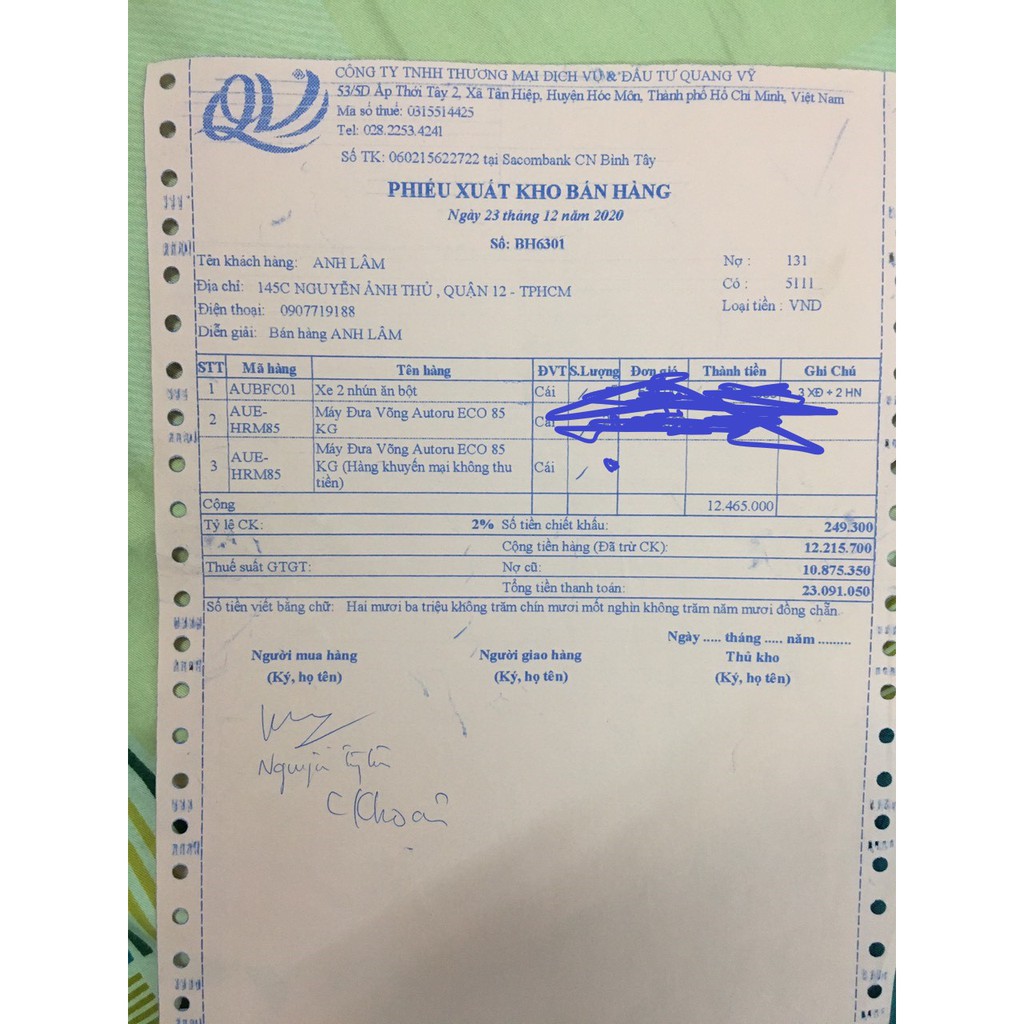 QV
CÔNG TY TNHH THƯƠNG MẠI DỊCH VỤ & ĐẦU TƯ QUANG VỸ
53/5D Ấp Thới Tây 2, Xã Tân Hiệp, Huyện Hóc Môn, Thành phố Hồ Chí Minh, Việt Nam
Mã số thuế: 0315514425
Tel: 028.2253.4241
Số TK: 060215622722 tại Sacombank CN Bình Tây
PHIẾU XUẤT KHO BÁN HÀNG
Ngày 23 tháng 12 năm 2020
Số: BH6301
Tên khách hàng: ANH LÂM Nợ : 131
Địa chỉ: 145C NGUYỄN ẢNH THỦ , QUẬN 12 - TPHCM Có : 5111
Điện thoại: 0907719188 Loại tiền : VND
Diễn giải: Bán hàng ANH LÂM
STT Mã hàng Tên hàng ĐVT S.Lượng Đơn giá Thành tiền Ghi Chú
1 AUBFC01 Xe 2 nhún ăn bột Cái 3 XĐ + 2 HN
2 AUE-HRM85 Máy Đưa Võng Autoru ECO 85 KG Cái
3 AUE-HRM85 Máy Đưa Võng Autoru ECO 85 KG (Hàng khuyến mại không thu tiền) Cái
Cộng 12.465.000
Tỷ lệ CK: 2% Số tiền chiết khấu: 249.300
Cộng tiền hàng (Đã trừ CK): 12.215.700
Thuế suất GTGT: Nợ cũ: 10.875.350
Tổng tiền thanh toán: 23.091.050
Số tiền viết bằng chữ: Hai mươi ba triệu không trăm chín mươi mốt nghìn không trăm năm mươi đồng chẵn
Ngày ..... tháng ..... năm .........
Người mua hàng Người giao hàng Thủ kho
(Ký, họ tên) (Ký, họ tên) (Ký, họ tên)